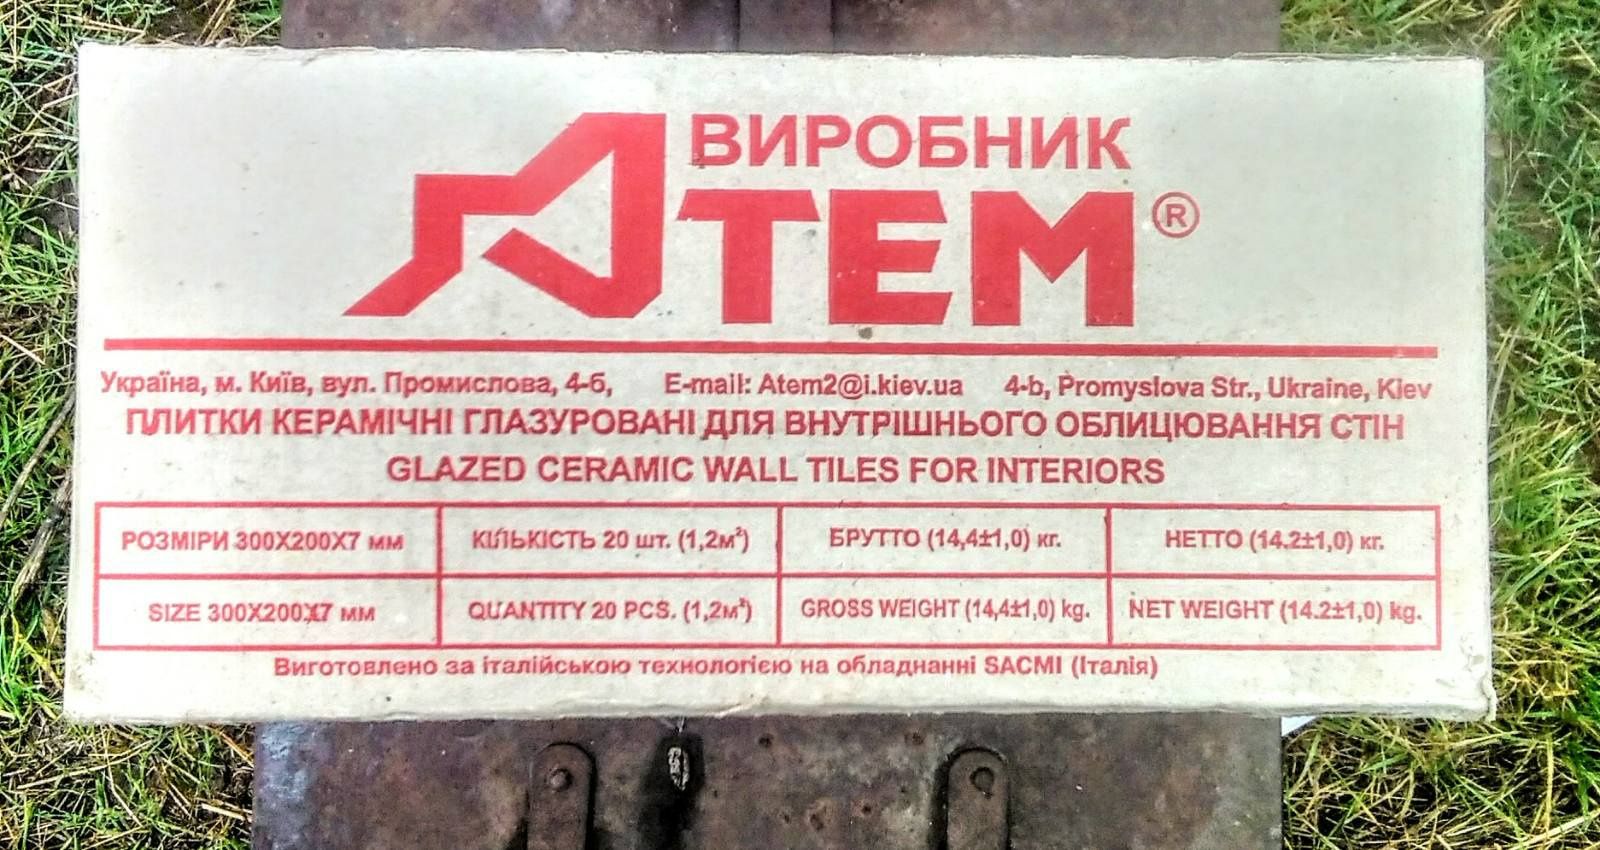 ВИРОБНИК
АТЕМ®
Україна, м. Київ, вул. Промислова, 4-б, E-mail: Atem2@i.kiev.ua 4-b, Promyslova Str., Ukraine, Kiev
ПЛИТКИ КЕРАМІЧНІ ГЛАЗУРОВАНІ ДЛЯ ВНУТРІШНЬОГО ОБЛИЦЮВАННЯ СТІН
GLAZED CERAMIC WALL TILES FOR INTERIORS
РОЗМІРИ 300X200X7 мм КІЛЬКІСТЬ 20 шт. (1,2м²) БРУТТО (14,4±1,0) кг. НЕТТО (14.2±1,0) кг.
SIZE 300X200X7 мм QUANTITY 20 PCS. (1,2м²) GROSS WEIGHT (14,4±1,0) kg. NET WEIGHT (14.2±1,0) kg.
Виготовлено за італійською технологією на обладнанні SACMI (Італія)